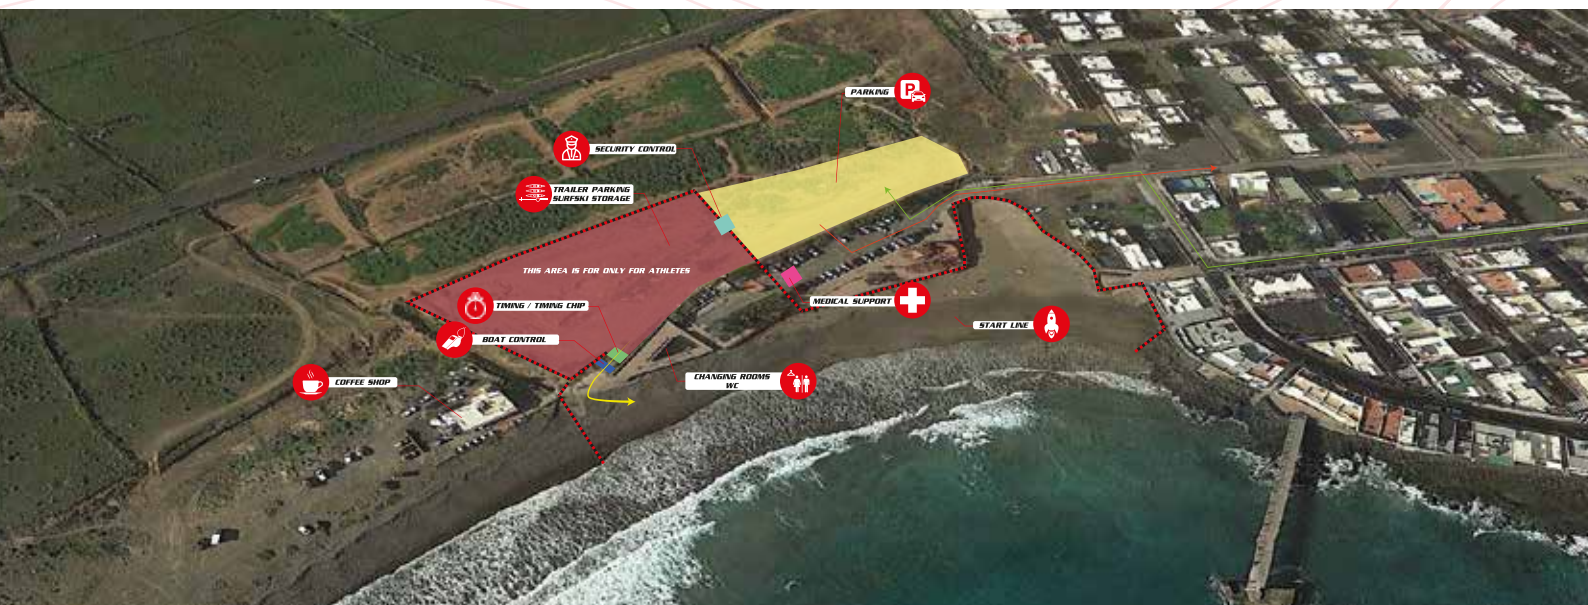 PARKING
P
SECURITY CONTROL
TRAILER PARKING
SURFSKI STORAGE
THIS AREA IS FOR ONLY FOR ATHLETES
TIMING / TIMING CHIP
MEDICAL SUPPORT
START LINE
BOAT CONTROL
COFFEE SHOP
CHANGING ROOMS
WC